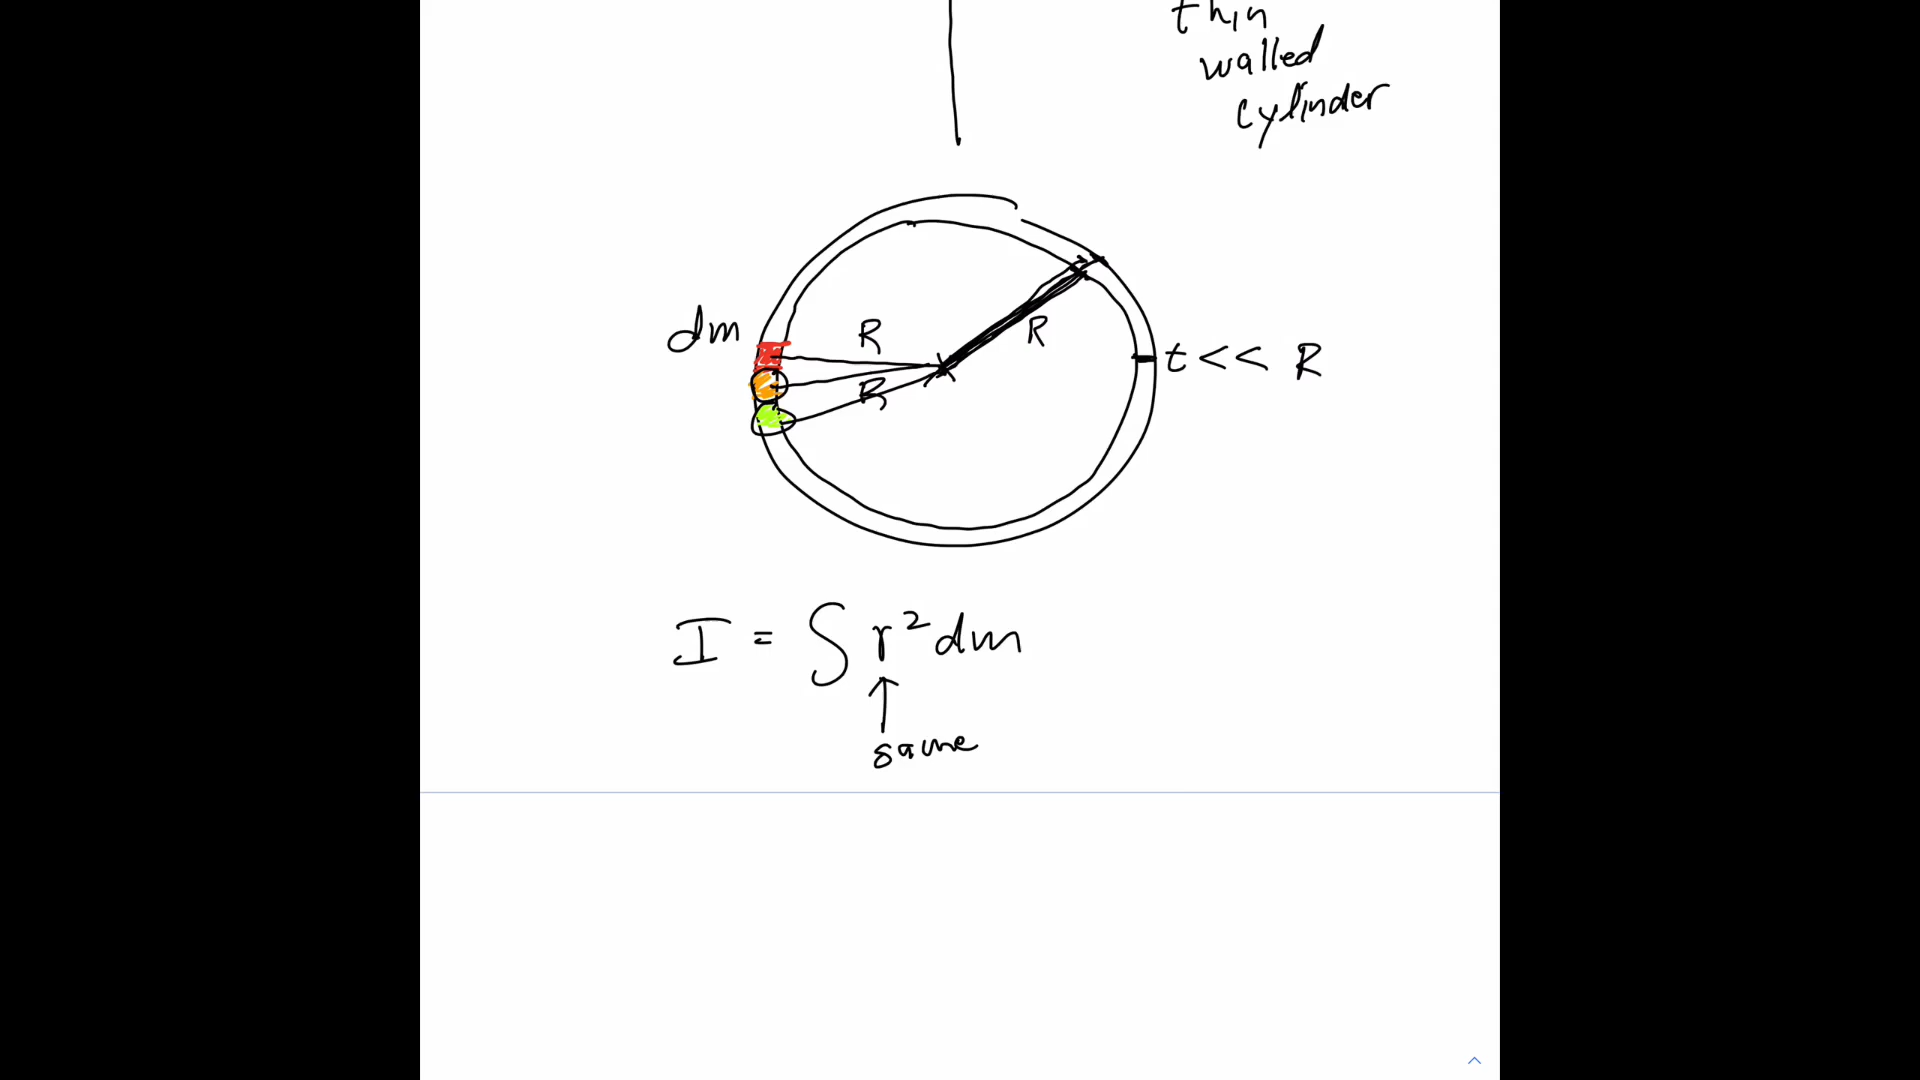 thin
walled
cylinder
dm
R
R
R
t << R
I = ∫ r² dm
↑
same